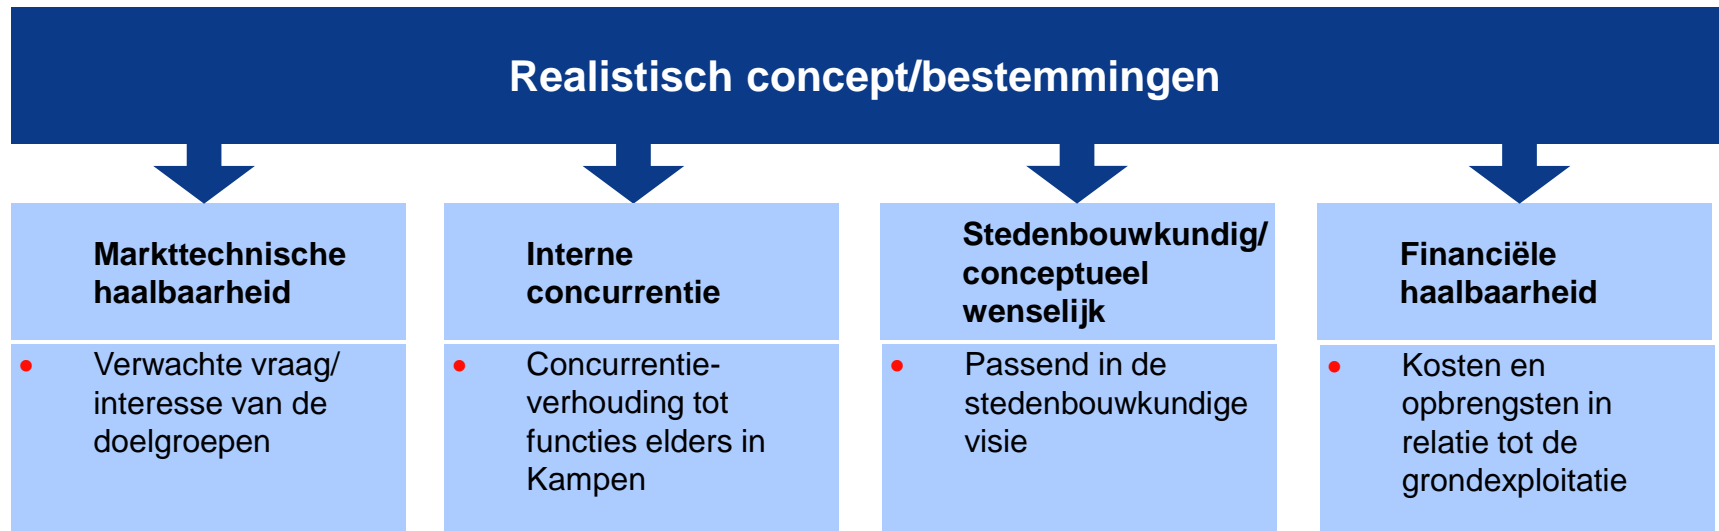 Realistisch concept/bestemmingen
Markttechnische
haalbaarheid
• Verwachte vraag/
interesse van de
doelgroepen
Interne
concurrentie
• Concurrentie-
verhouding tot
functies elders in
Kampen
Stedenbouwkundig/
conceptueel
wenselijk
• Passend in de
stedenbouwkundige
visie
Financiële
haalbaarheid
• Kosten en
opbrengsten in
relatie tot de
grondexploitatie